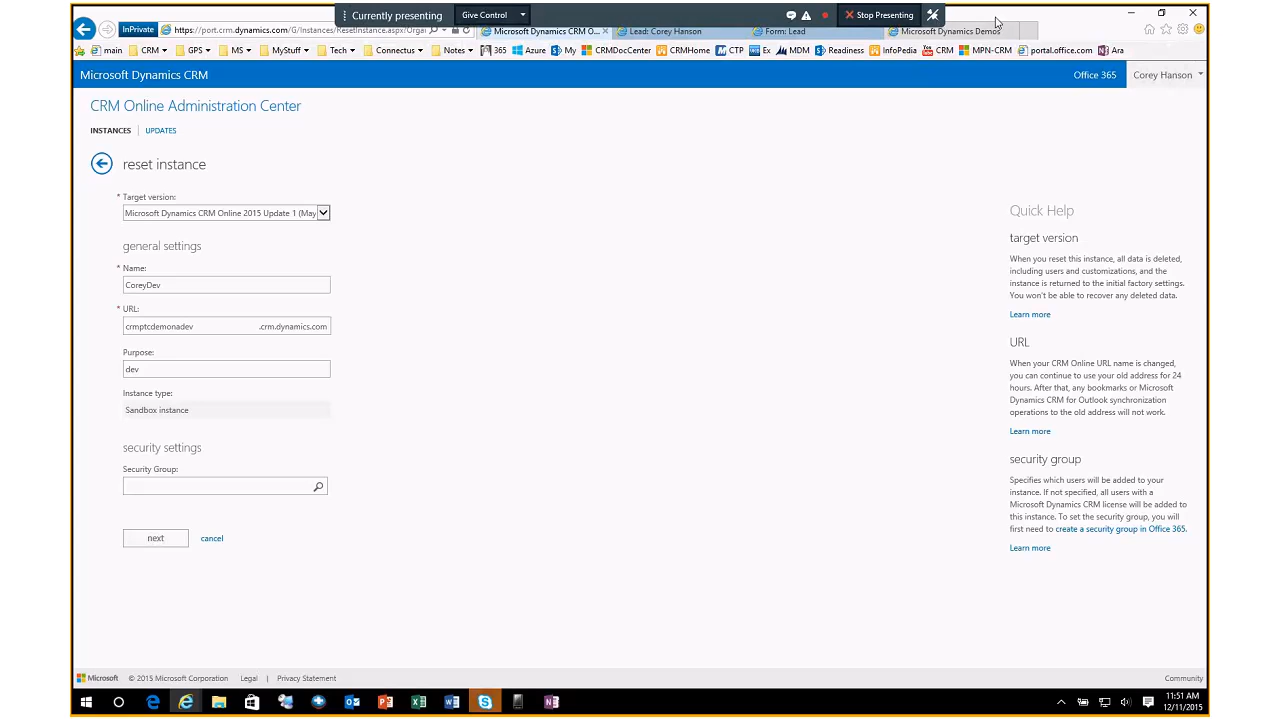 Currently presenting
Give Control
Stop Presenting
InPrivate
https://port.crm.dynamics.com/G/Instances/ResetInstance.aspx?Orgar
Microsoft Dynamics CRM O...
Lead: Corey Hanson
Form: Lead
Microsoft Dynamics Demos
main
CRM
GPS
MS
MyStuff
Tech
Connectus
Notes
365
Azure
My
CRMDocCenter
CRMHome
CTP
Ex
MDM
Readiness
InfoPedia
CRM
MPN-CRM
portal.office.com
Ara
Microsoft Dynamics CRM
Office 365
Corey Hanson
CRM Online Administration Center
INSTANCES
UPDATES
reset instance
* Target version:
Microsoft Dynamics CRM Online 2015 Update 1 (May
general settings
* Name:
CoreyDev
* URL:
crmptcdemonadev .crm.dynamics.com
Purpose:
dev
Instance type:
Sandbox instance
security settings
Security Group:
next
cancel
Quick Help
target version
When you reset this instance, all data is deleted,
including users and customizations, and the
instance is returned to the initial factory settings.
You won't be able to recover any deleted data.
Learn more
URL
When your CRM Online URL name is changed,
you can continue to use your old address for 24
hours. After that, any bookmarks or Microsoft
Dynamics CRM for Outlook synchronization
operations to the old address will not work.
Learn more
security group
Specifies which users will be added to your
instance. If not specified, all users with a
Microsoft Dynamics CRM license will be added to
this instance. To set the security group, you will
first need to create a security group in Office 365.
Learn more
Microsoft
© 2015 Microsoft Corporation
Legal
Privacy Statement
Community
11:51 AM
12/11/2015